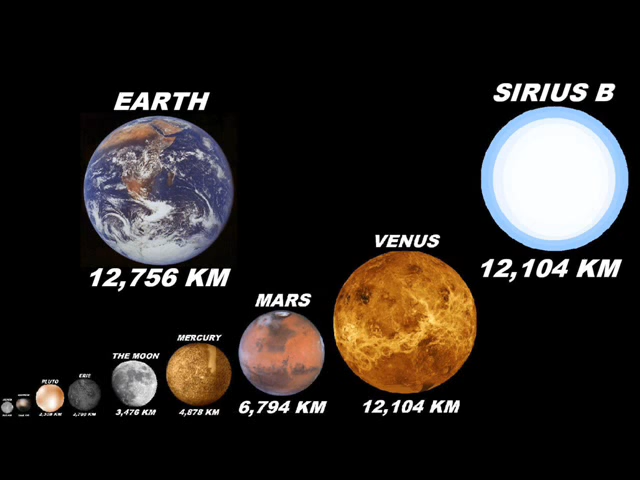 EARTH
12,756 KM
SIRIUS B
12,104 KM
VENUS
12,104 KM
MARS
6,794 KM
MERCURY
4,878 KM
THE MOON
3,476 KM
ERIS
PLUTO